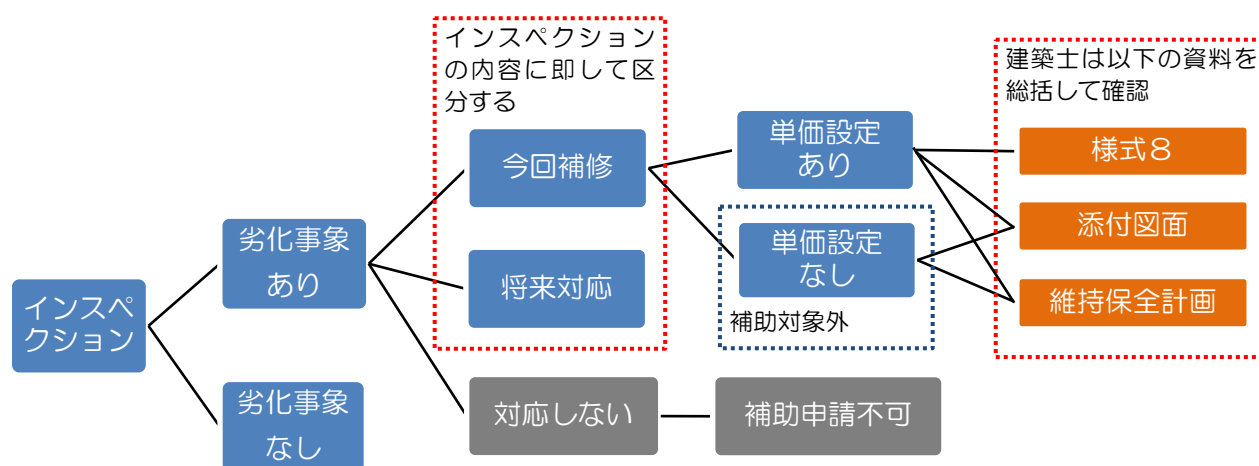 インスペクション
の内容に即して区
分する
建築士は以下の資料を
総括して確認
インスペ
クション
劣化事象
あり
劣化事象
なし
今回補修
将来対応
対応しない
単価設定
あり
単価設定
なし
補助対象外
補助申請不可
様式８
添付図面
維持保全計画